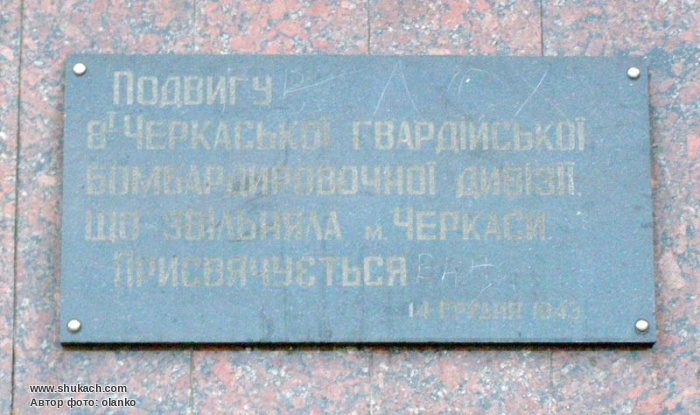 Подвигу
8ї Черкаської гвардійської
бомбардировочної дивізії,
що звільняла м. Черкаси.
Присвячується
14 грудня 1943
www.shukach.com
Автор фото: olanko